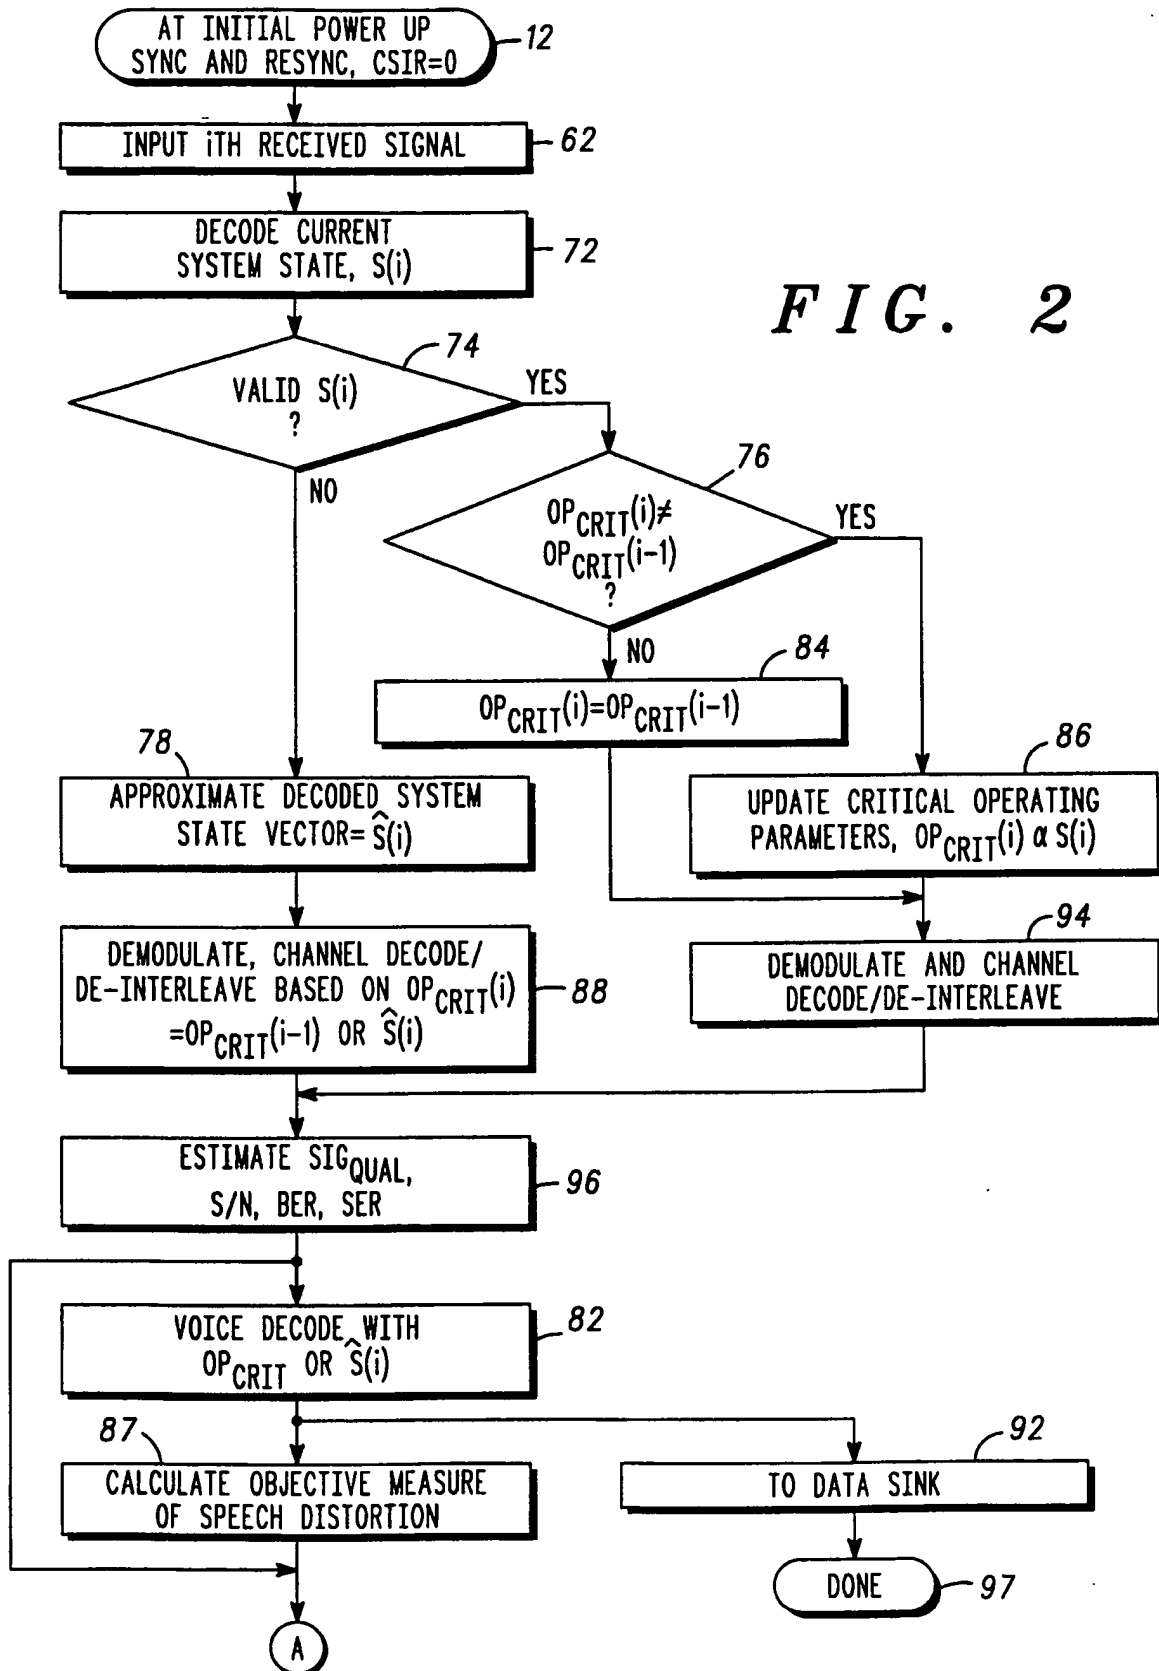 AT INITIAL POWER UP
SYNC AND RESYNC, CSIR=0
12
INPUT iTH RECEIVED SIGNAL
62
DECODE CURRENT
SYSTEM STATE, S(i)
72
FIG. 2
74
VALID S(i)
?
YES
NO
76
OPCRIT(i)≠
OPCRIT(i-1)
?
YES
NO
84
OPCRIT(i)=OPCRIT(i-1)
78
APPROXIMATE DECODED SYSTEM
STATE VECTOR=Ŝ(i)
86
UPDATE CRITICAL OPERATING
PARAMETERS, OPCRIT(i) α S(i)
DEMODULATE, CHANNEL DECODE/
DE-INTERLEAVE BASED ON OPCRIT(i)
=OPCRIT(i-1) OR Ŝ(i)
88
94
DEMODULATE AND CHANNEL
DECODE/DE-INTERLEAVE
ESTIMATE SIGQUAL,
S/N, BER, SER
96
VOICE DECODE WITH
OPCRIT OR Ŝ(i)
82
87
CALCULATE OBJECTIVE MEASURE
OF SPEECH DISTORTION
92
TO DATA SINK
DONE
97
A